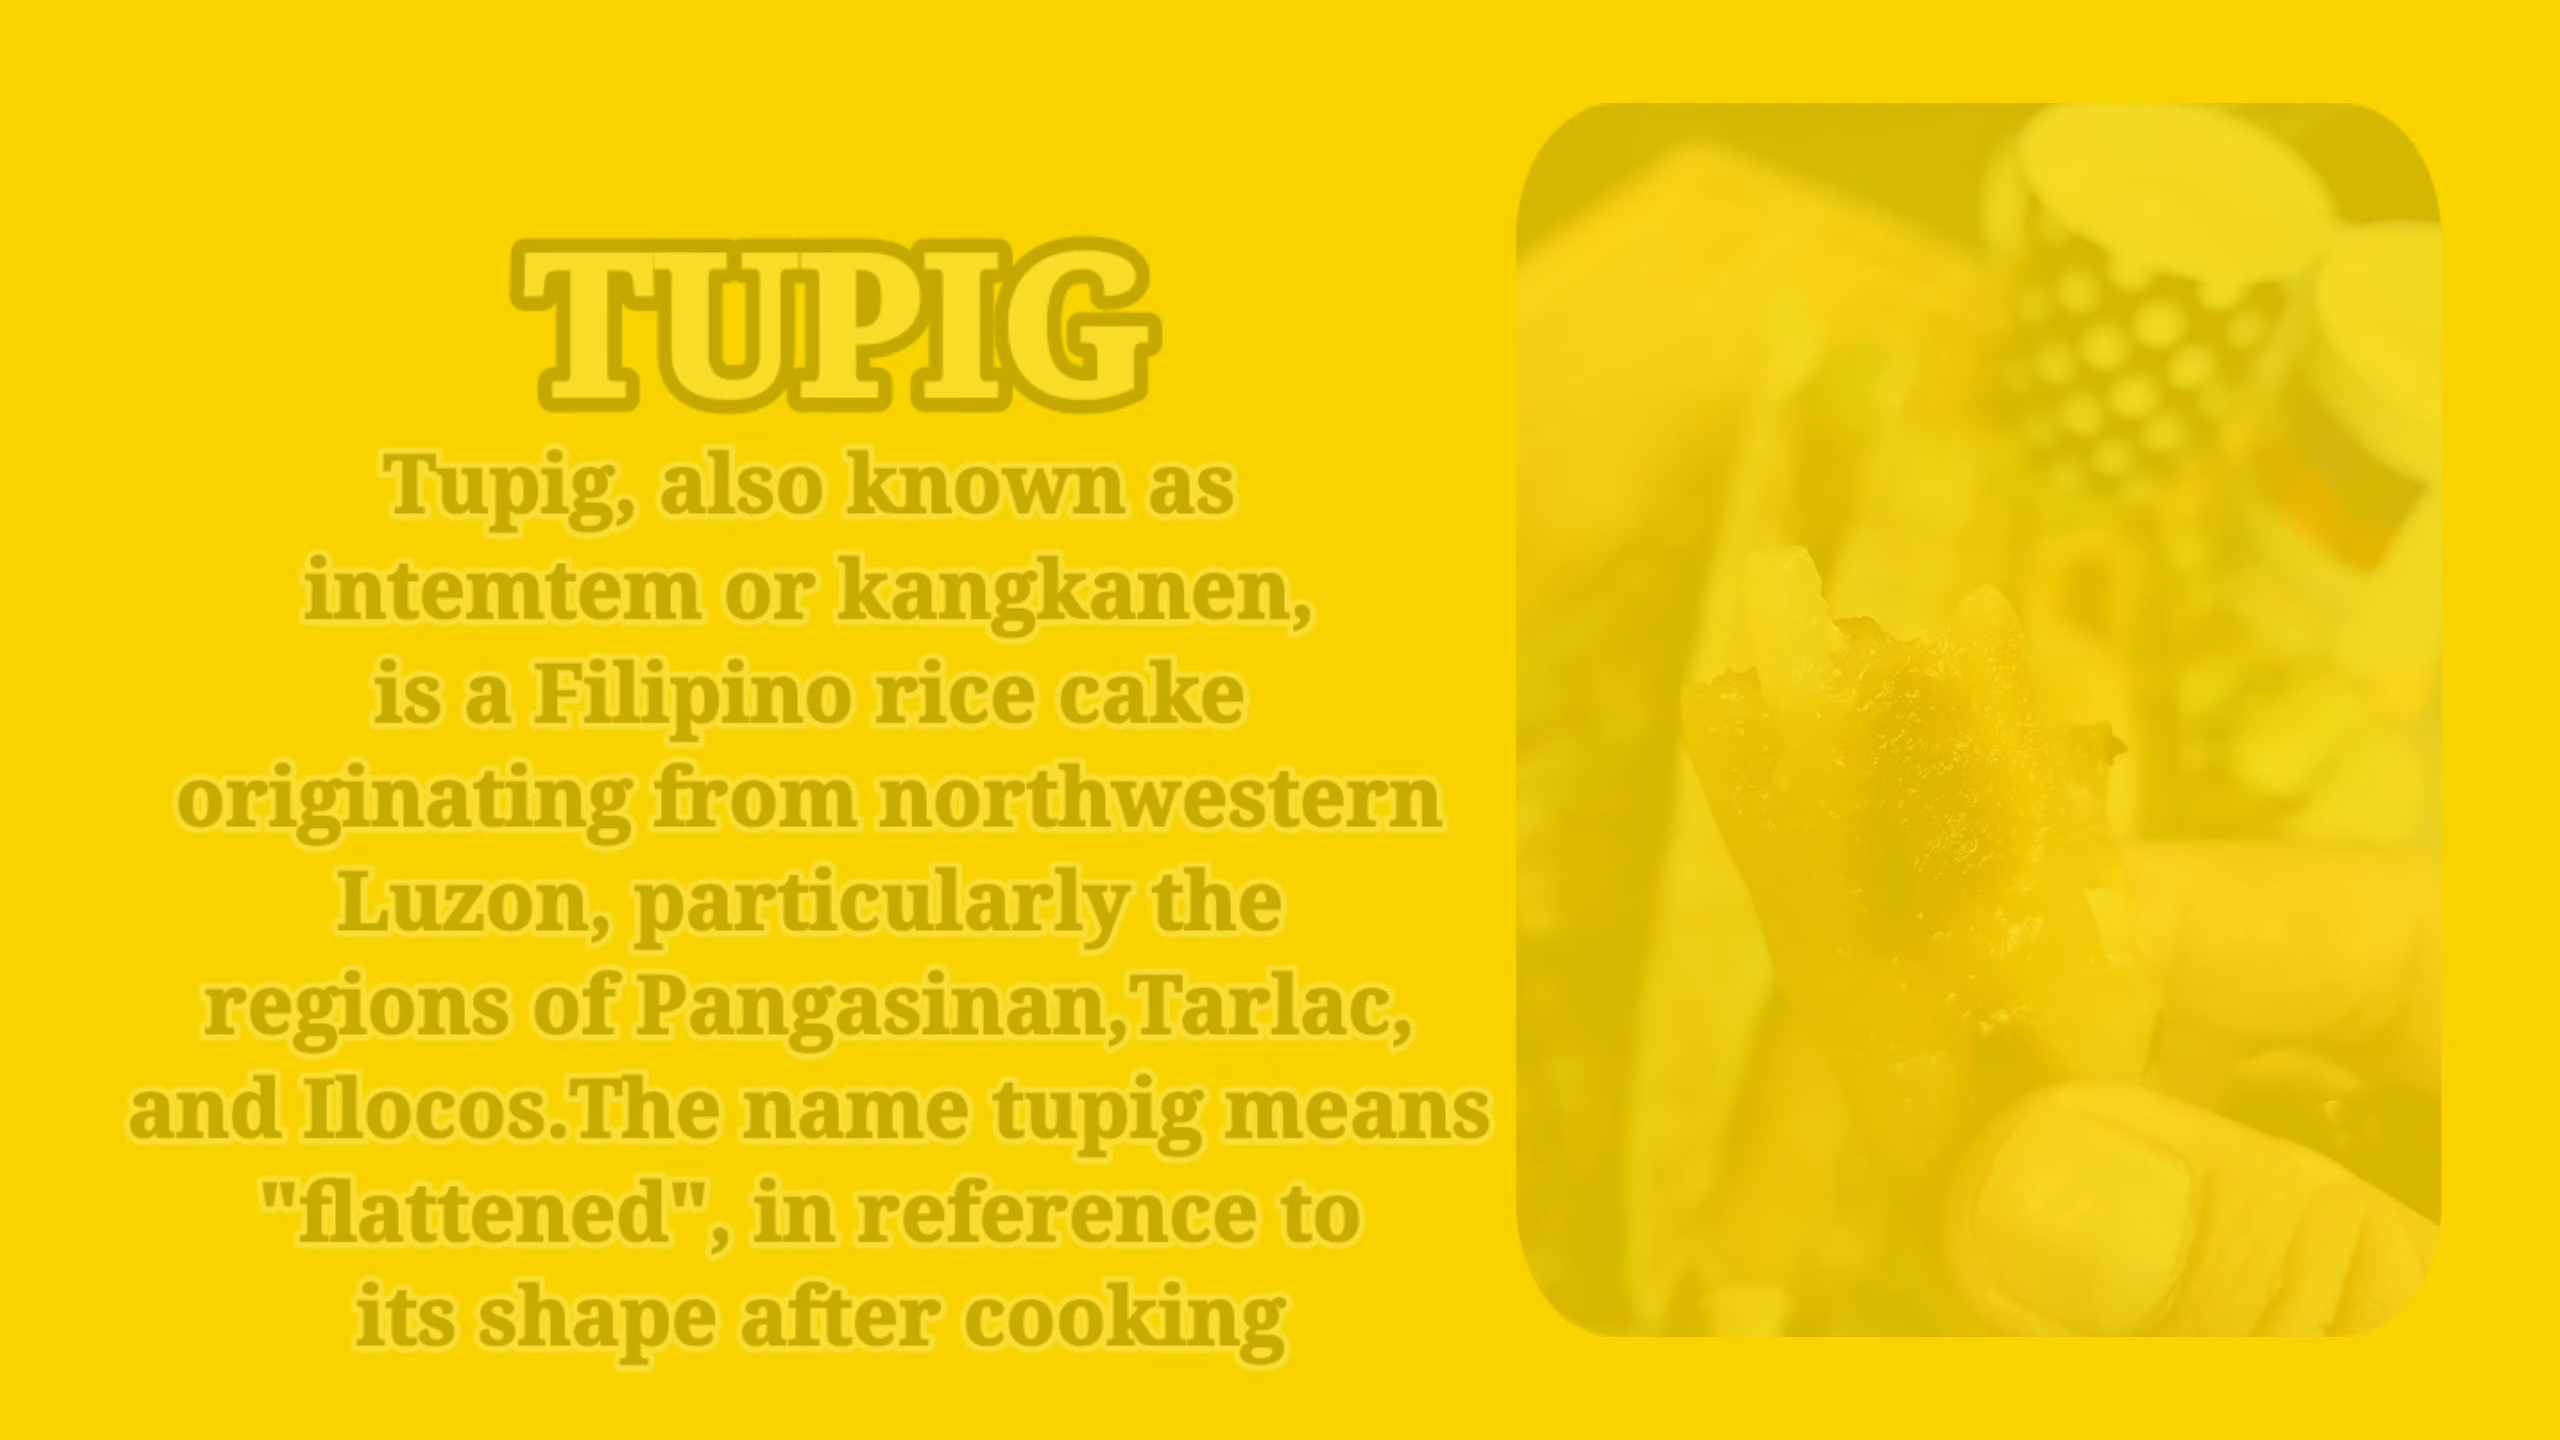 TUPIG
Tupig, also known as
intemtem or kangkanen,
is a Filipino rice cake
originating from northwestern
Luzon, particularly the
regions of Pangasinan,Tarlac,
and Ilocos.The name tupig means
"flattened", in reference to
its shape after cooking